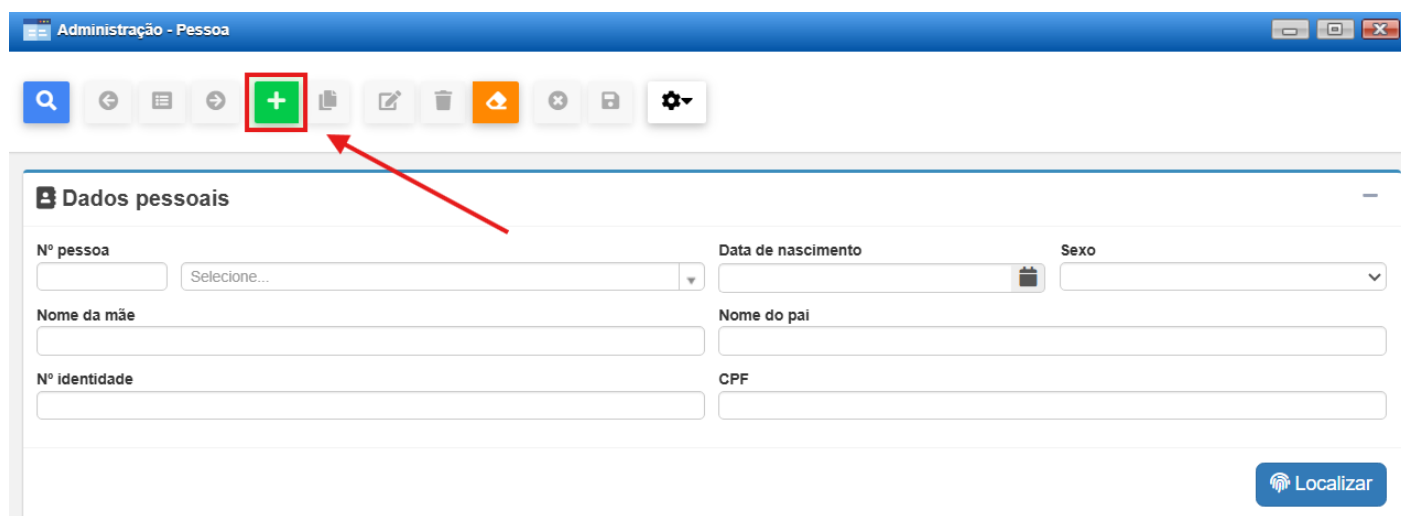 Administração - Pessoa
Dados pessoais
Nº pessoa
Data de nascimento
Sexo
Selecione...
Nome da mãe
Nome do pai
Nº identidade
CPF
Localizar